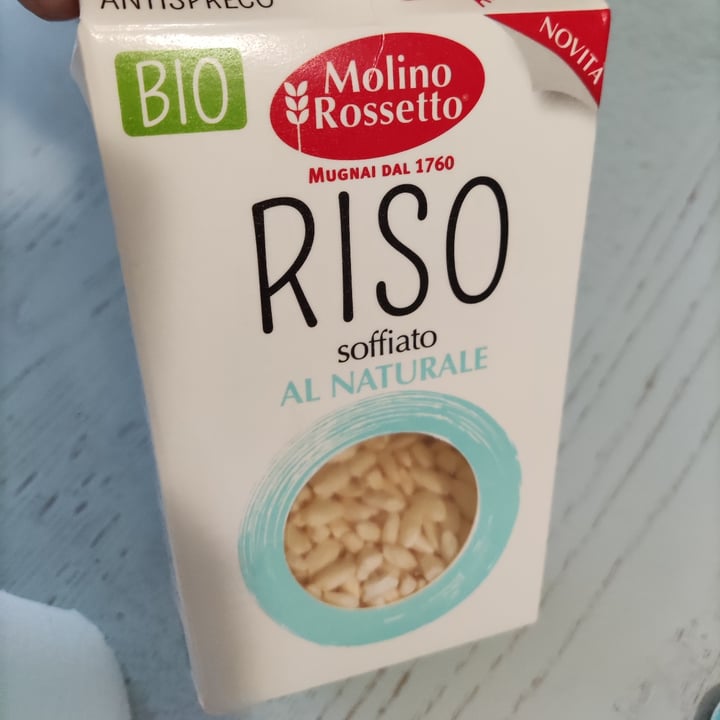 ANTISPRECO
NOVITÀ
BIO
Molino
Rossetto®
MUGNAI DAL 1760
RISO
soffiato
AL NATURALE